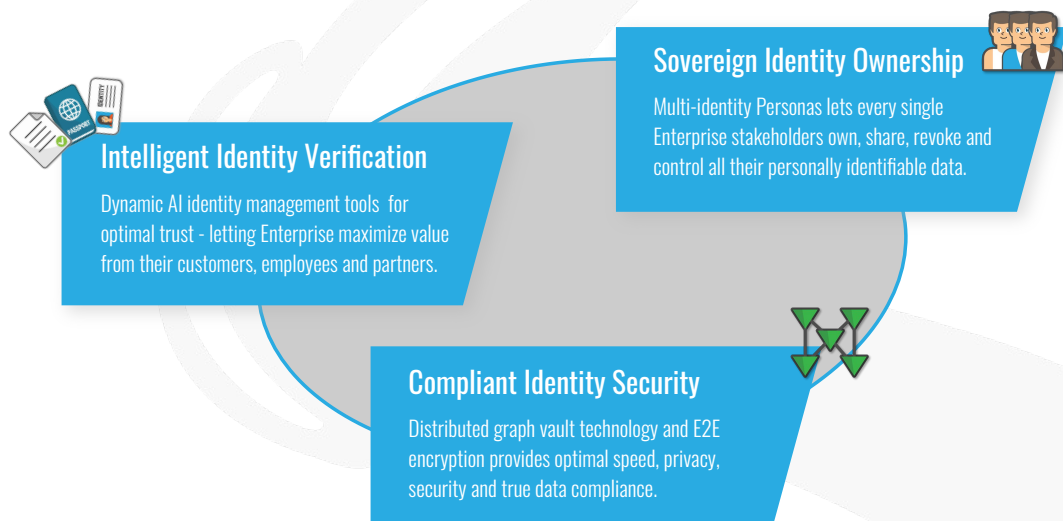 Sovereign Identity Ownership
Multi-identity Personas lets every single
Enterprise stakeholders own, share, revoke and
control all their personally identifiable data.
IDENTITY
PASSPORT
Intelligent Identity Verification
Dynamic AI identity management tools for
optimal trust - letting Enterprise maximize value
from their customers, employees and partners.
Compliant Identity Security
Distributed graph vault technology and E2E
encryption provides optimal speed, privacy,
security and true data compliance.